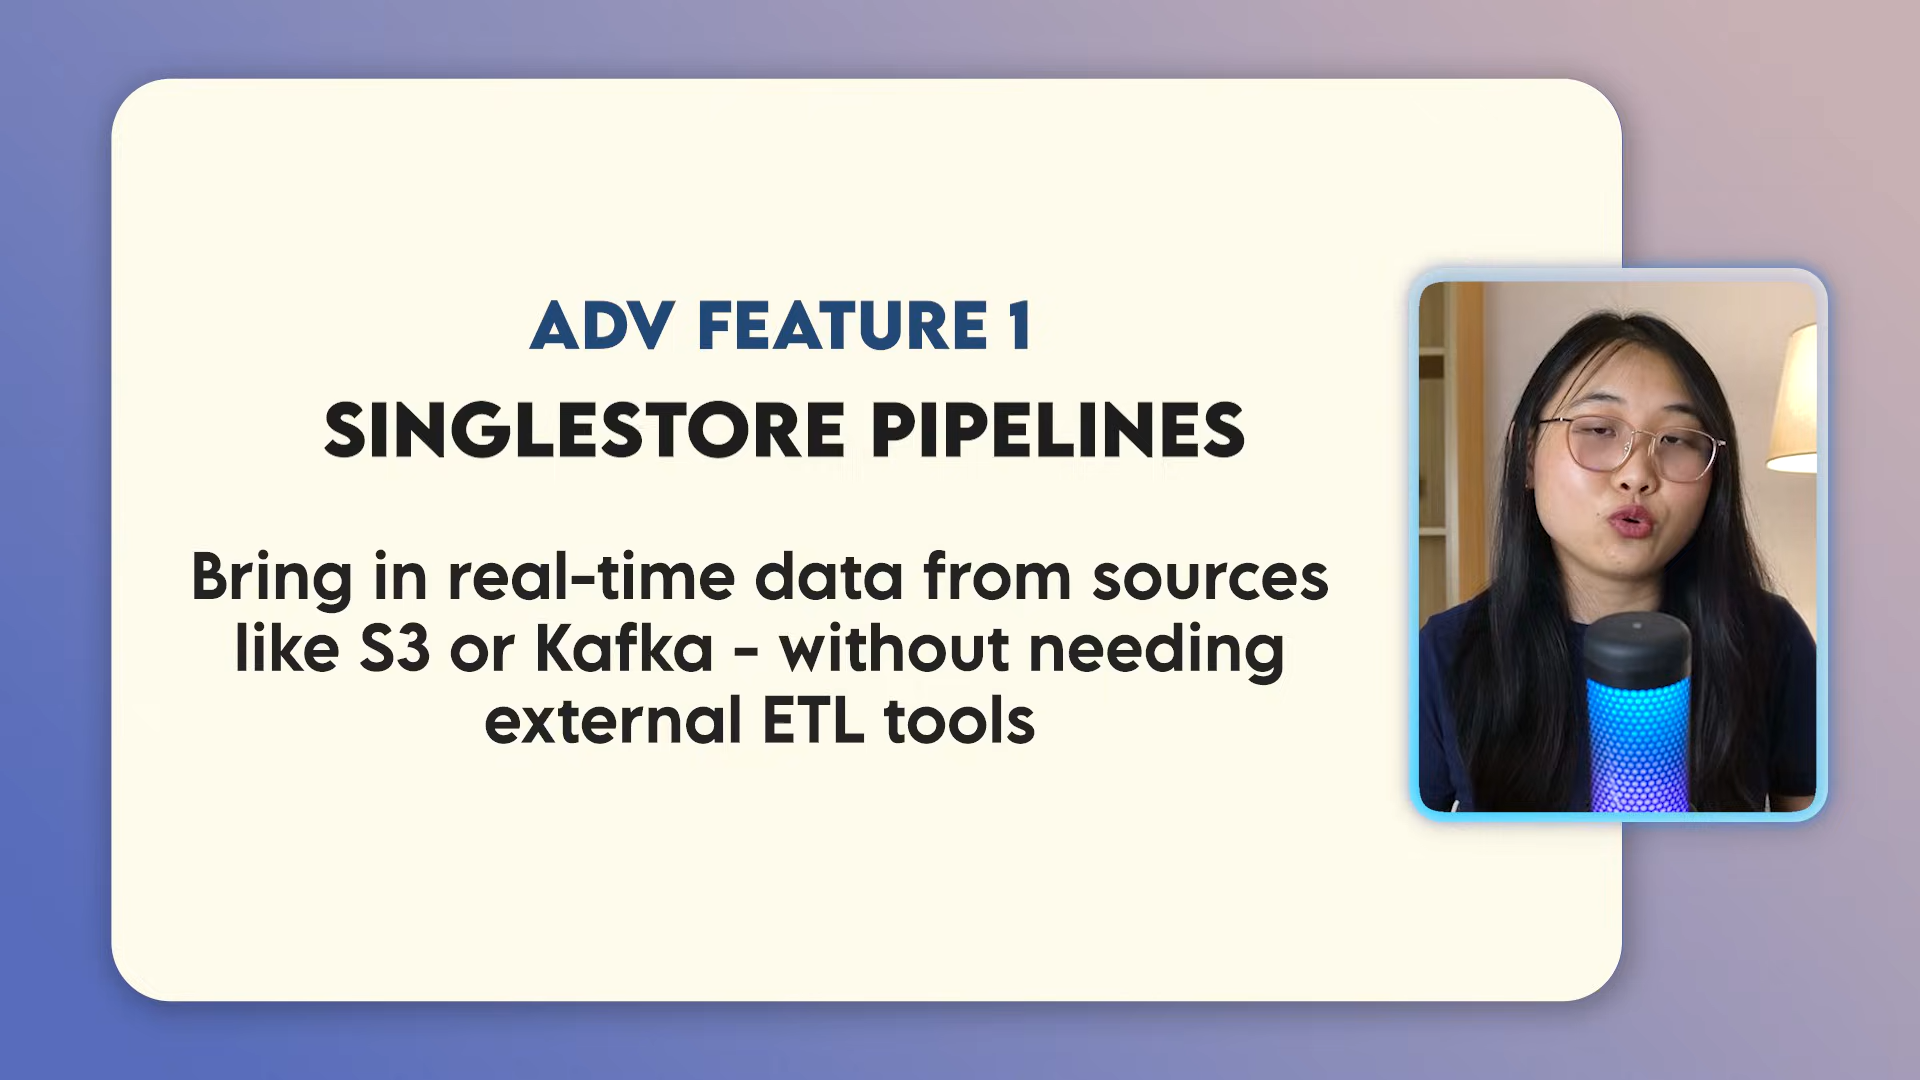 ADV FEATURE 1
SINGLESTORE PIPELINES
Bring in real-time data from sources
like S3 or Kafka - without needing
external ETL tools